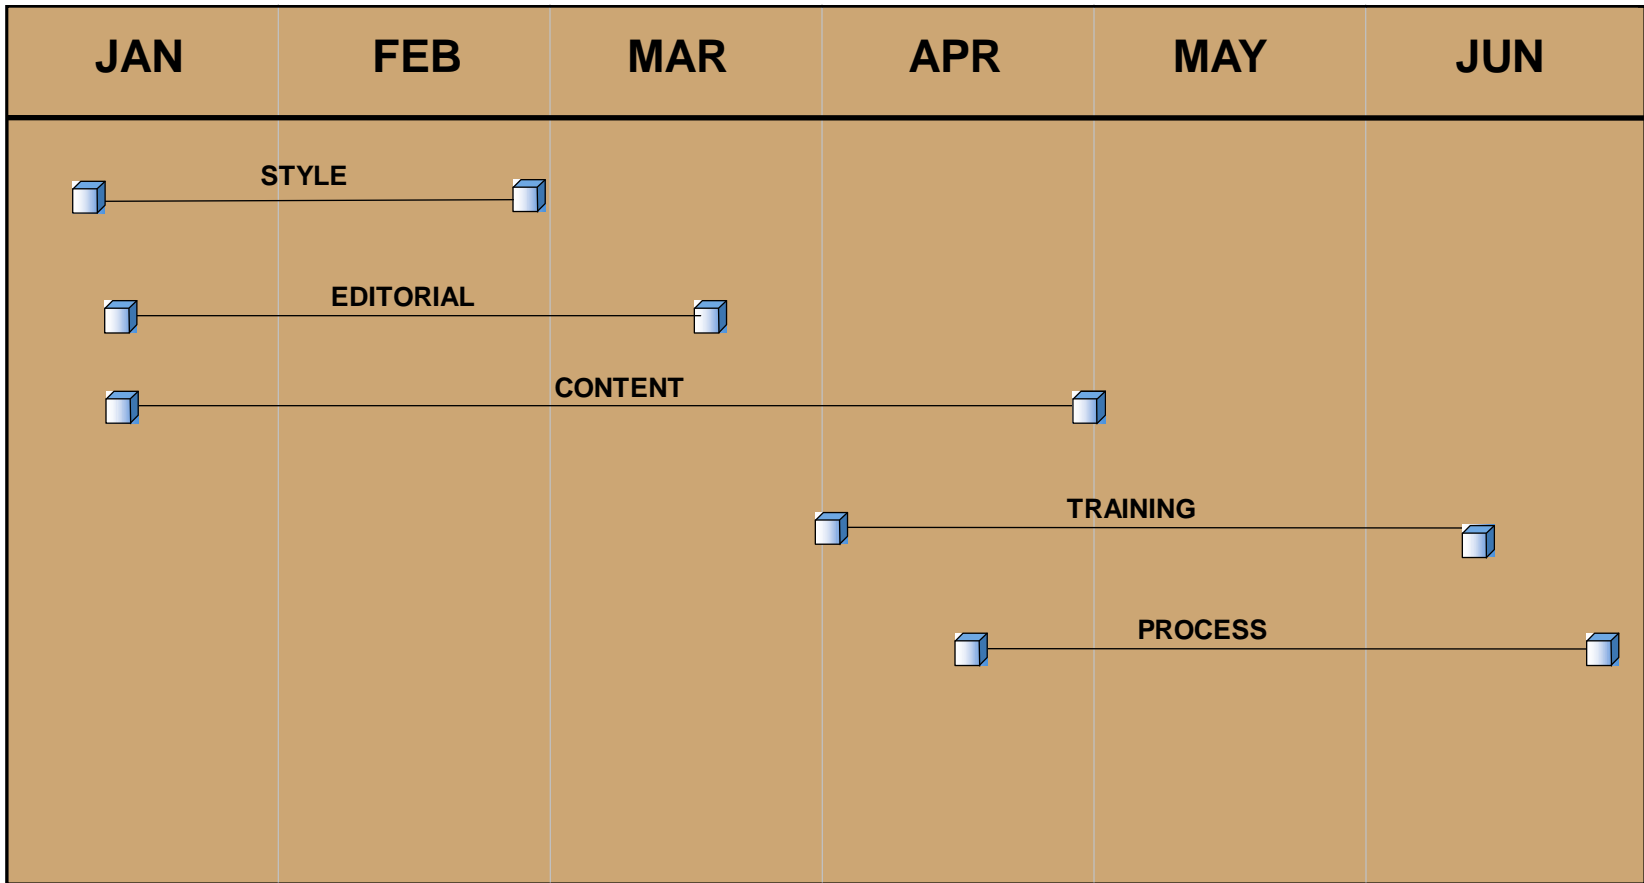 JAN FEB MAR APR MAY JUN
STYLE
EDITORIAL
CONTENT
TRAINING
PROCESS